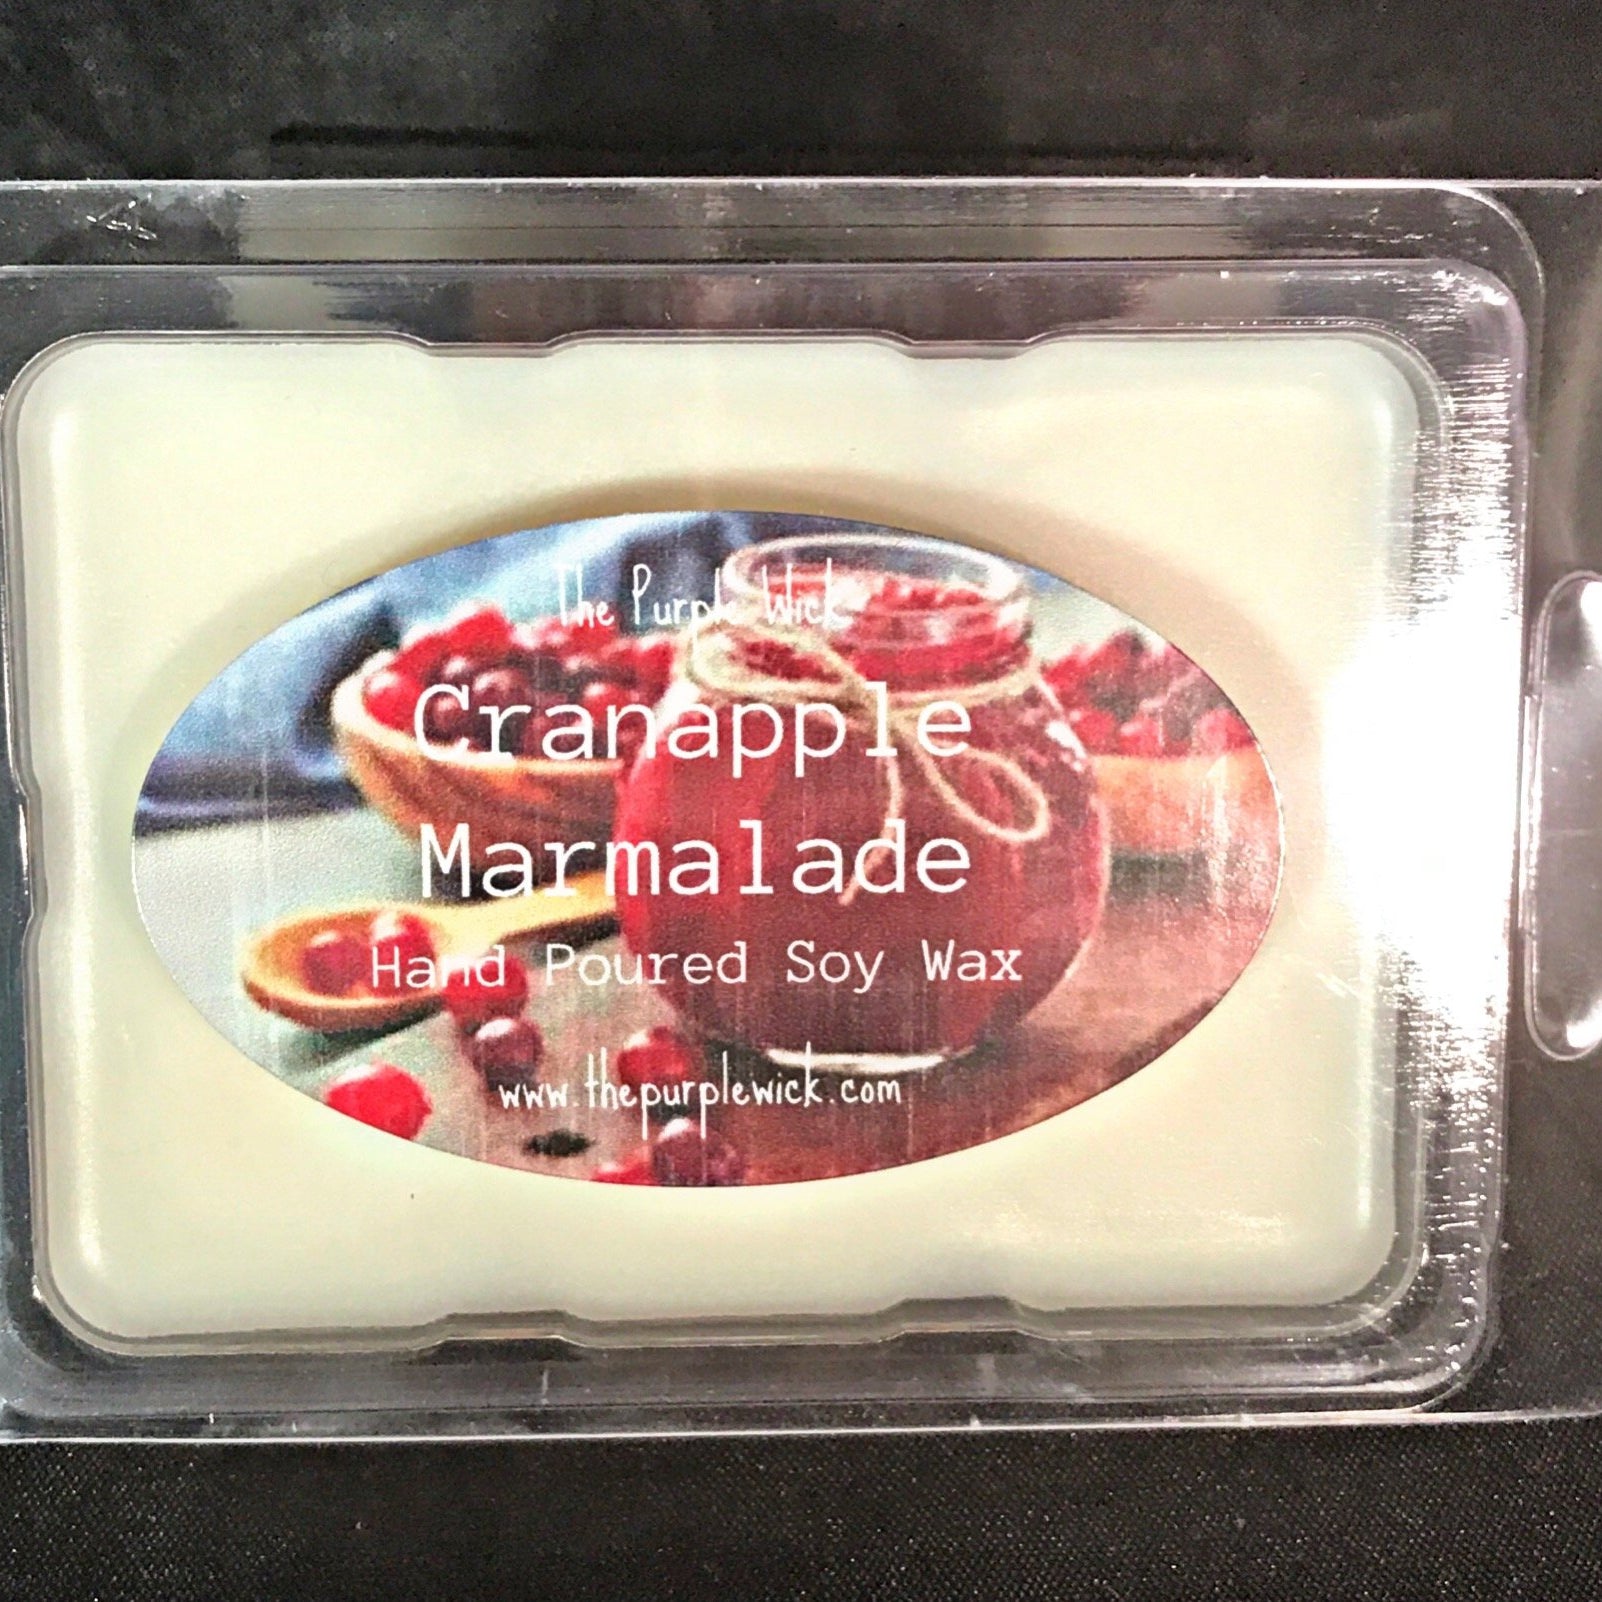 The Purple Wick
Cranapple
Marmalade
Hand Poured Soy Wax
www.thepurplewick.com